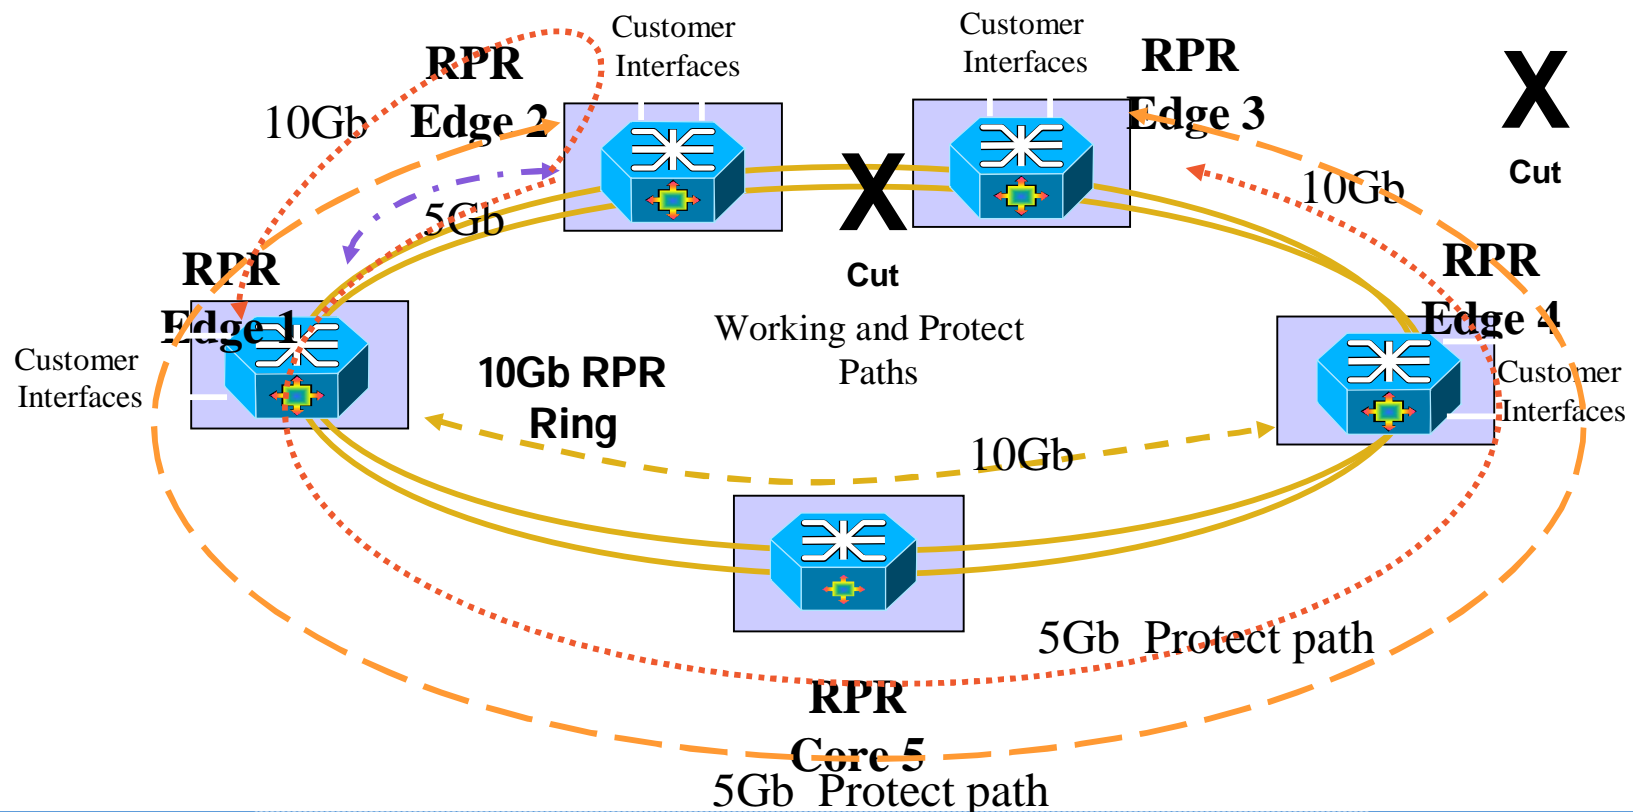 Customer
Interfaces
Customer
Interfaces
RPR
Edge 2
RPR
Edge 3
X
Cut
10Gb
10Gb
5Gb
X
Cut
RPR
Edge 1
RPR
Edge 4
Working and Protect
Paths
Customer
Interfaces
10Gb RPR
Ring
Customer
Interfaces
10Gb
5Gb Protect path
RPR
Core 5
5Gb Protect path